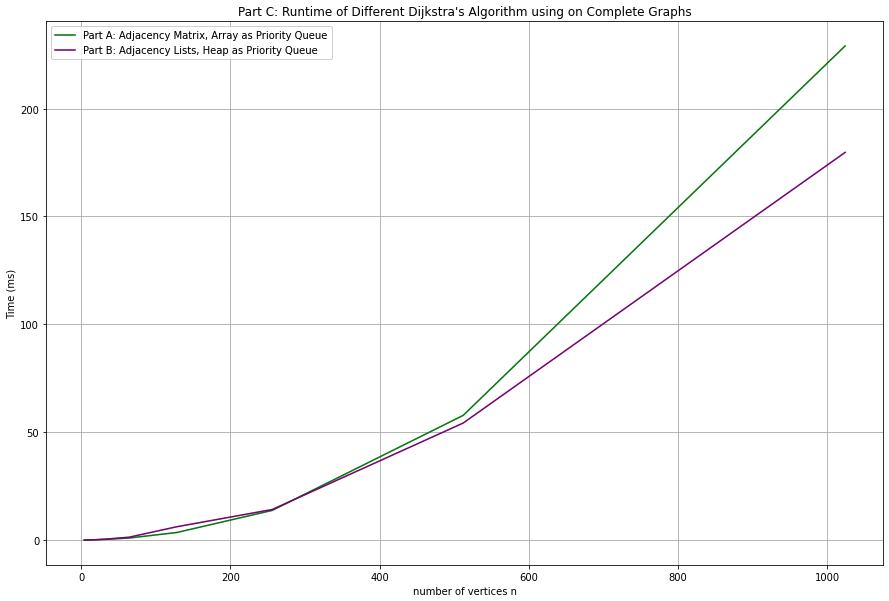 Part C: Runtime of Different Dijkstra's Algorithm using on Complete Graphs
Part A: Adjacency Matrix, Array as Priority Queue
Part B: Adjacency Lists, Heap as Priority Queue
200
150
100
50
0
Time (ms)
0 200 400 600 800 1000
number of vertices n